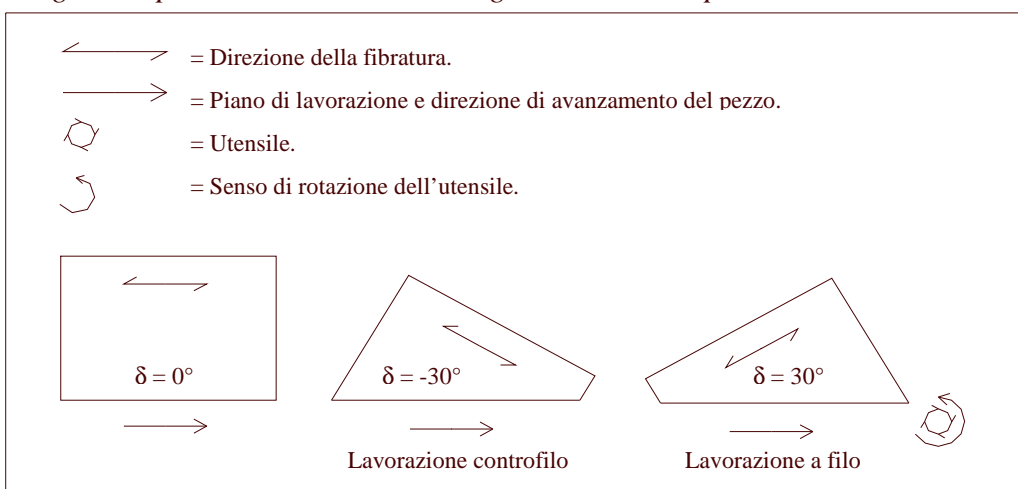 = Direzione della fibratura.
= Piano di lavorazione e direzione di avanzamento del pezzo.
= Utensile.
= Senso di rotazione dell’utensile.
δ = 0°
δ = -30°
δ = 30°
Lavorazione controfilo
Lavorazione a filo